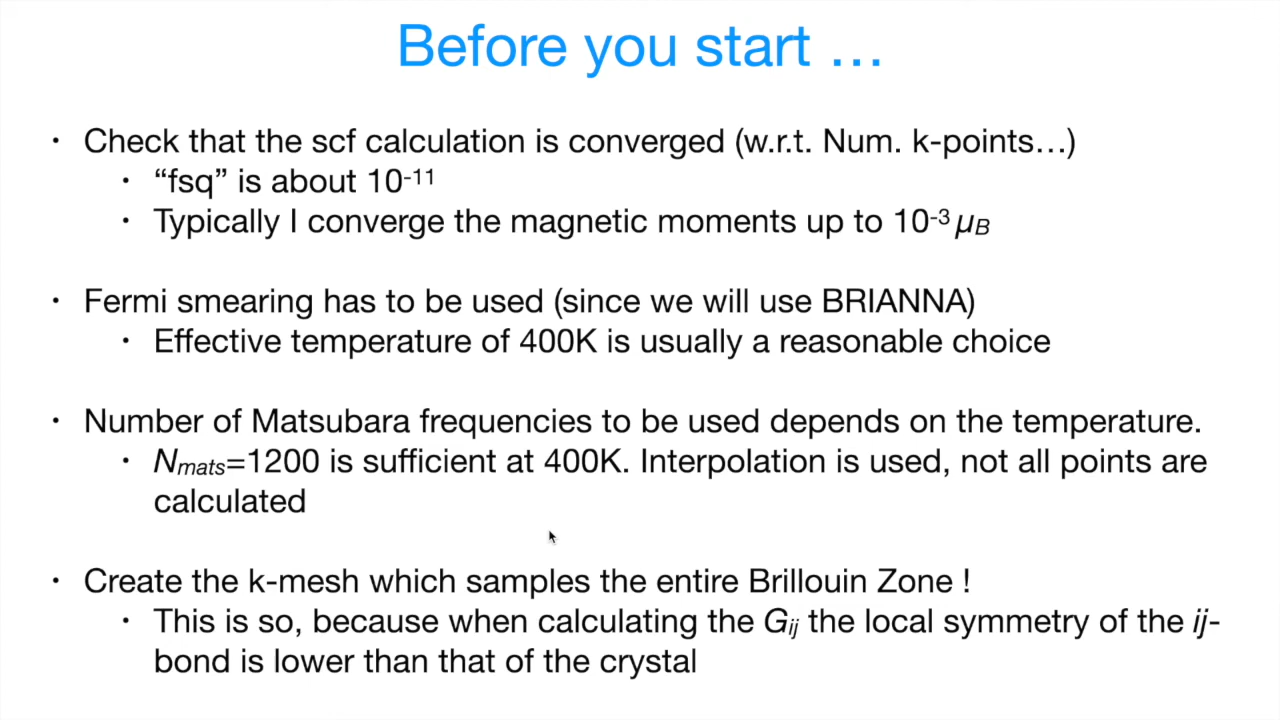 Before you start …
• Check that the scf calculation is converged (w.r.t. Num. k-points…)
• “fsq” is about 10⁻¹¹
• Typically I converge the magnetic moments up to 10⁻³ μB
• Fermi smearing has to be used (since we will use BRIANNA)
• Effective temperature of 400K is usually a reasonable choice
• Number of Matsubara frequencies to be used depends on the temperature.
• Nmats=1200 is sufficient at 400K. Interpolation is used, not all points are
calculated
• Create the k-mesh which samples the entire Brillouin Zone !
• This is so, because when calculating the Gij the local symmetry of the ij-
bond is lower than that of the crystal